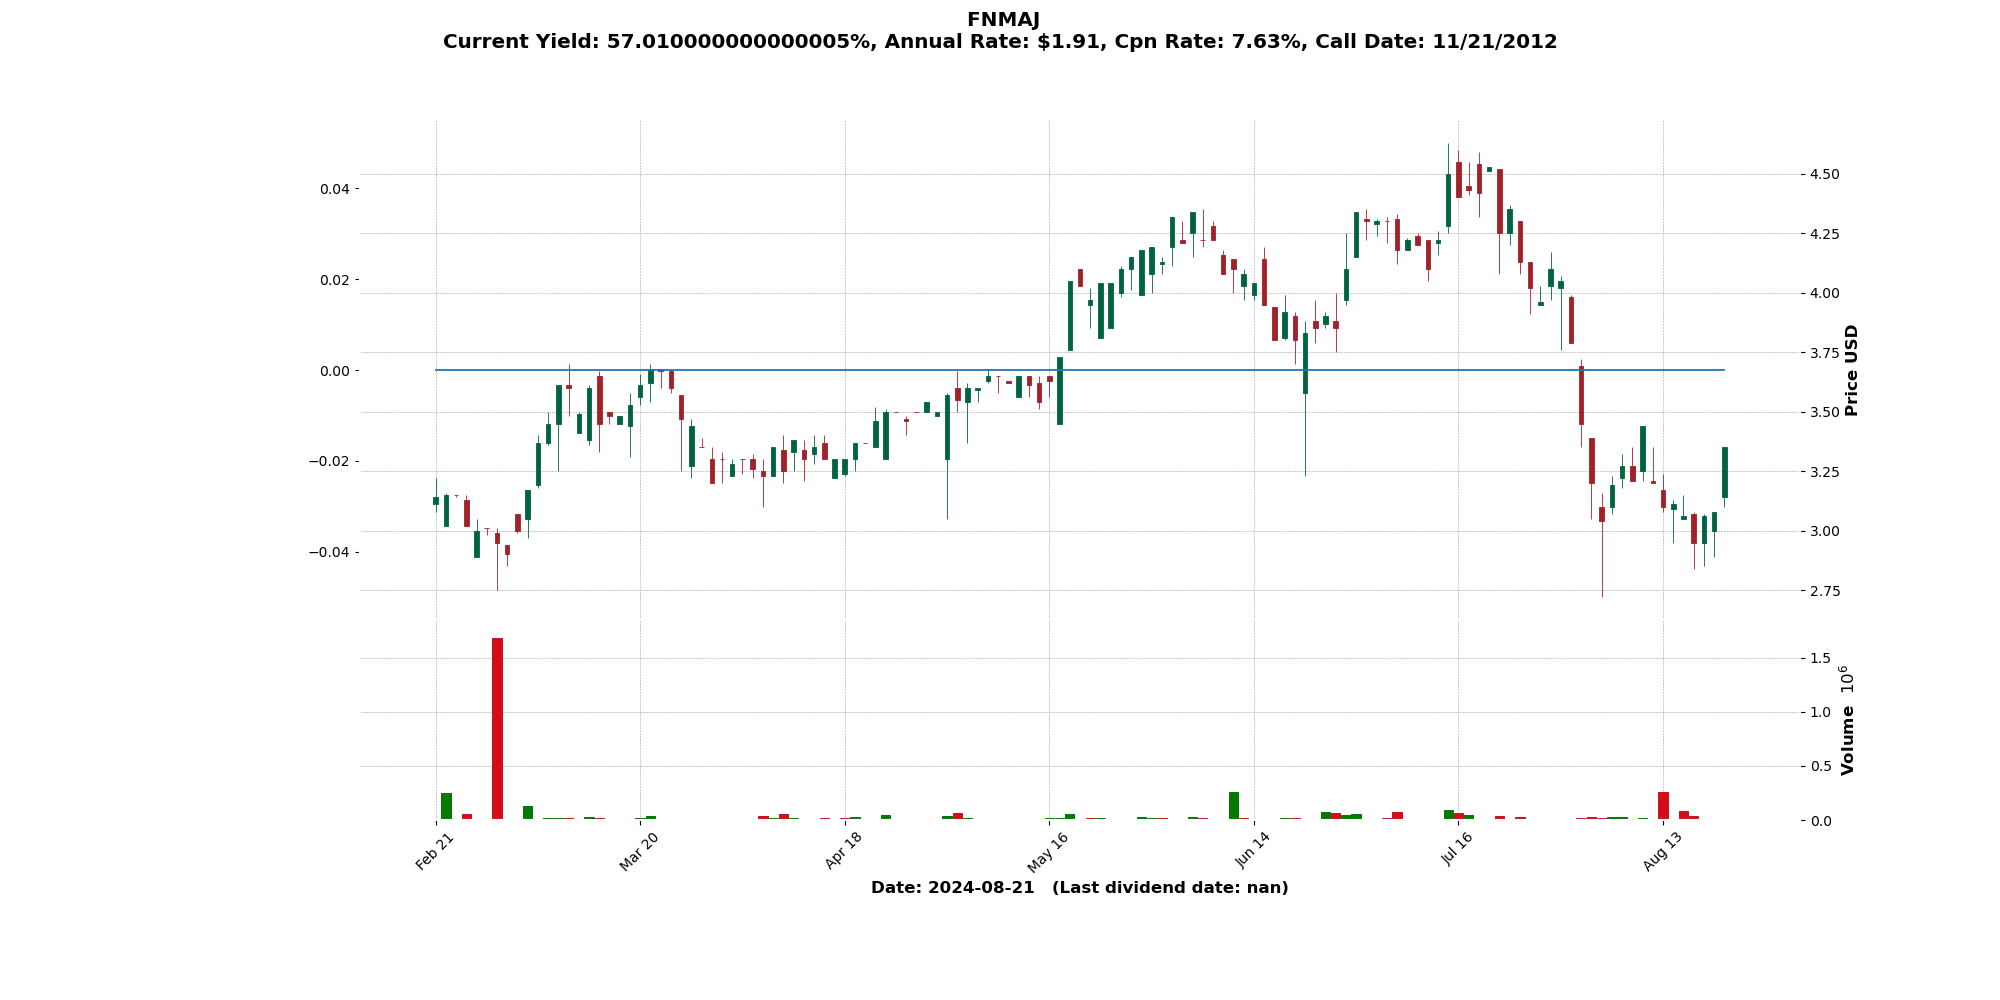 FNMAJ
Current Yield: 57.010000000000005%, Annual Rate: $1.91, Cpn Rate: 7.63%, Call Date: 11/21/2012
0.04
0.02
0.00
−0.02
−0.04
4.50
4.25
4.00
3.75
3.50
3.25
3.00
2.75
Price USD
1.5
1.0
0.5
0.0
Volume 10^6
Feb 21
Mar 20
Apr 18
May 16
Jun 14
Jul 16
Aug 13
Date: 2024-08-21 (Last dividend date: nan)